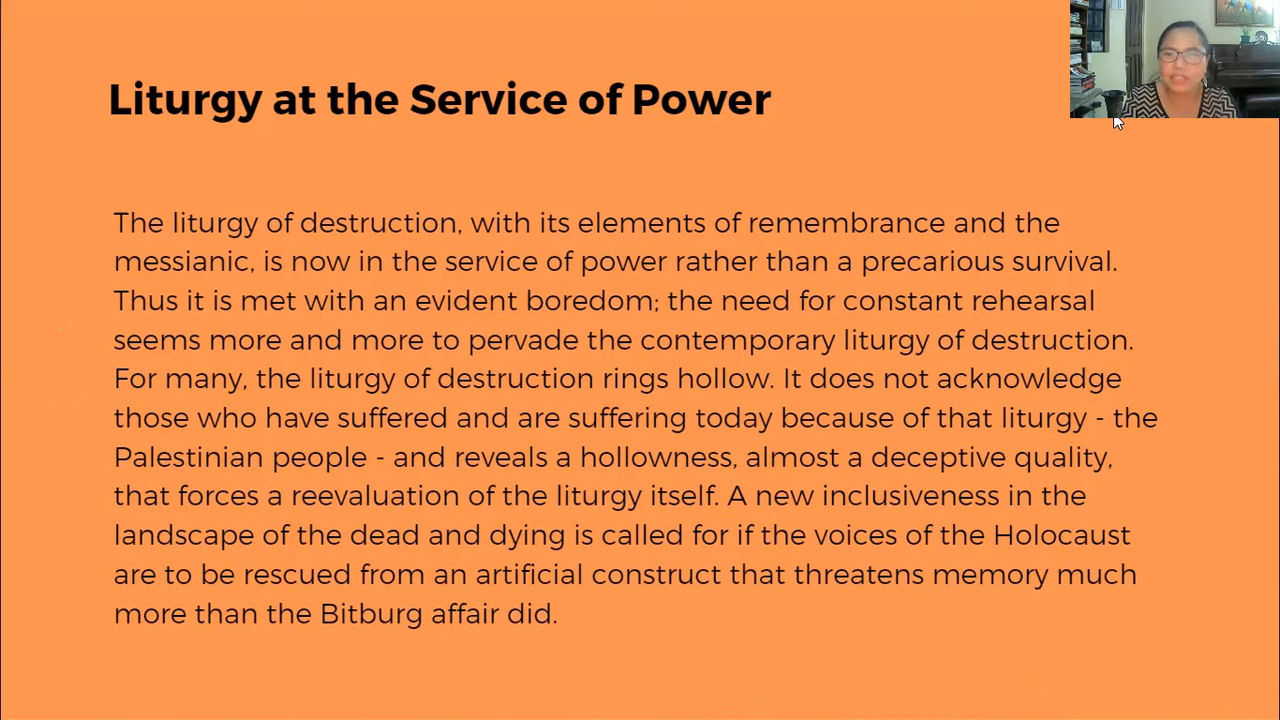 Liturgy at the Service of Power
The liturgy of destruction, with its elements of remembrance and the
messianic, is now in the service of power rather than a precarious survival.
Thus it is met with an evident boredom; the need for constant rehearsal
seems more and more to pervade the contemporary liturgy of destruction.
For many, the liturgy of destruction rings hollow. It does not acknowledge
those who have suffered and are suffering today because of that liturgy - the
Palestinian people - and reveals a hollowness, almost a deceptive quality,
that forces a reevaluation of the liturgy itself. A new inclusiveness in the
landscape of the dead and dying is called for if the voices of the Holocaust
are to be rescued from an artificial construct that threatens memory much
more than the Bitburg affair did.